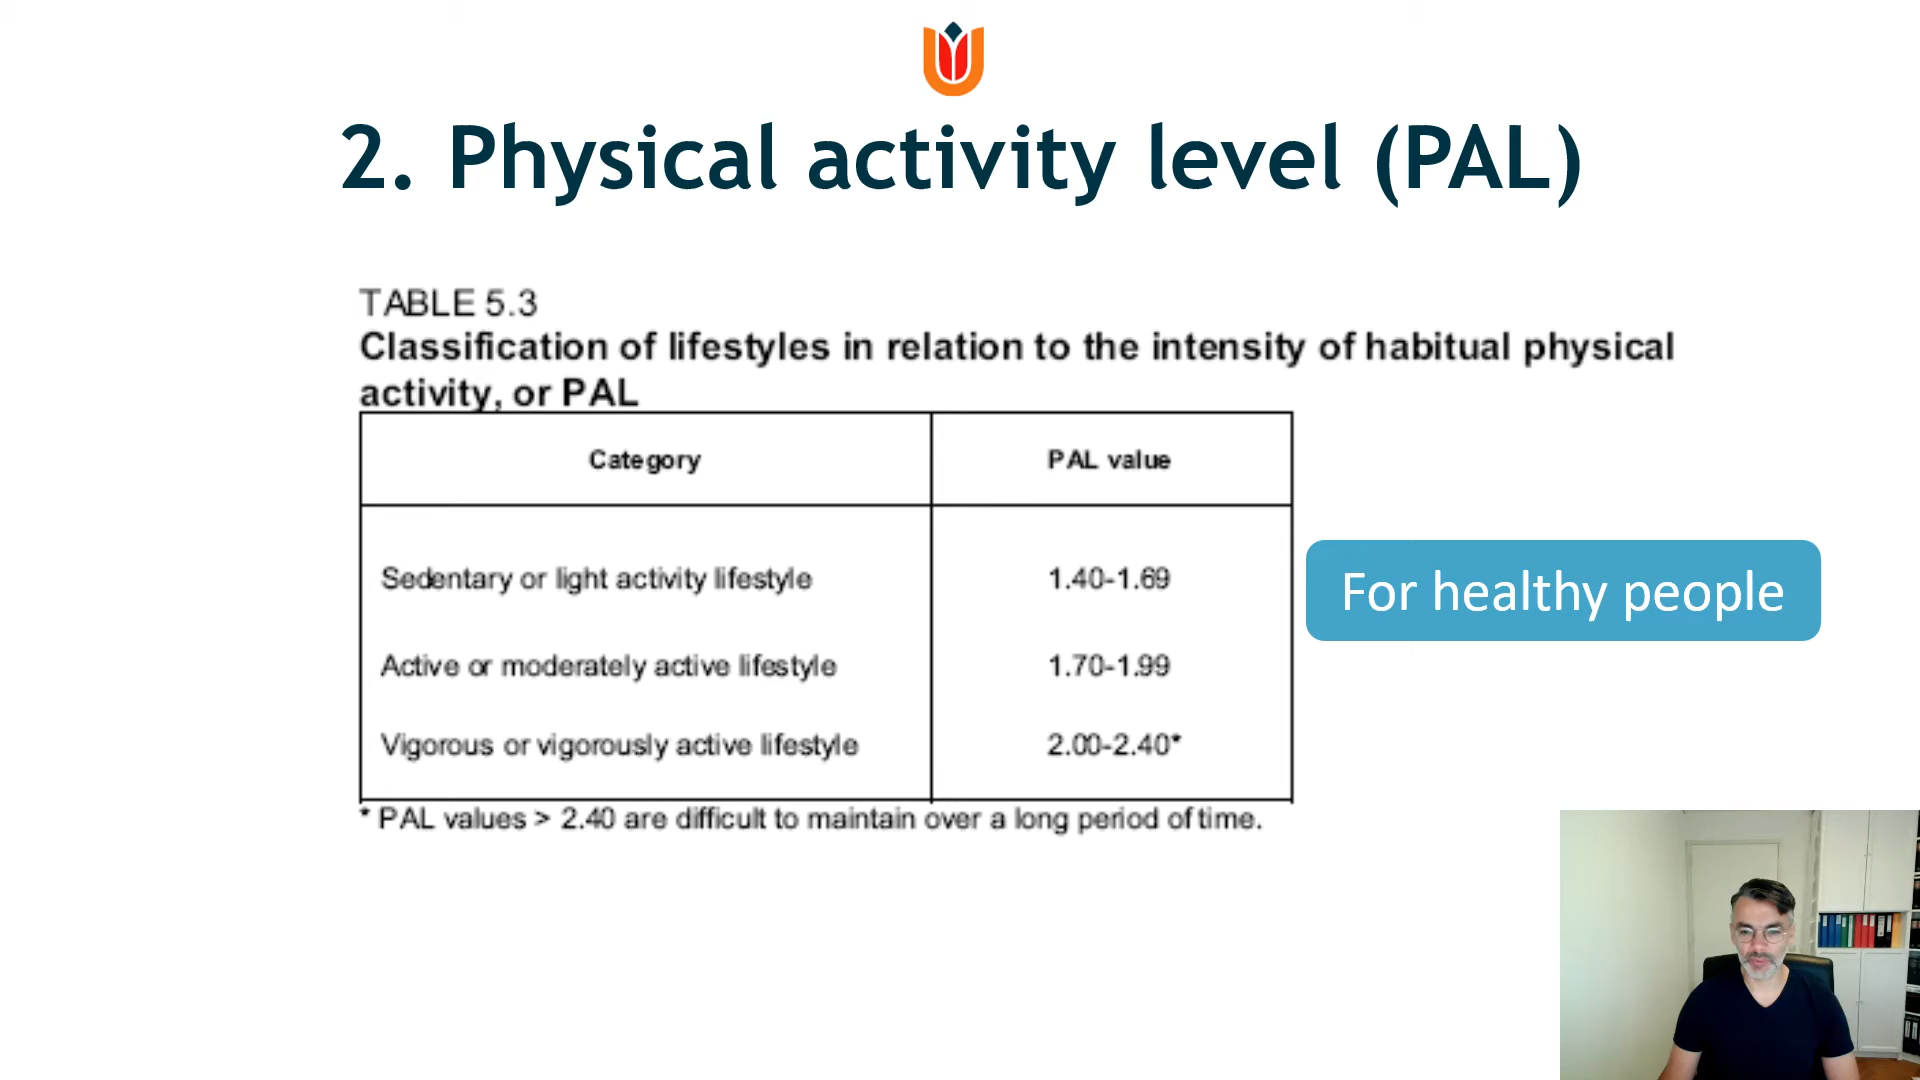 2. Physical activity level (PAL)
TABLE 5.3
Classification of lifestyles in relation to the intensity of habitual physical
activity, or PAL
Category PAL value
Sedentary or light activity lifestyle 1.40-1.69
For healthy people
Active or moderately active lifestyle 1.70-1.99
Vigorous or vigorously active lifestyle 2.00-2.40*
* PAL values > 2.40 are difficult to maintain over a long period of time.